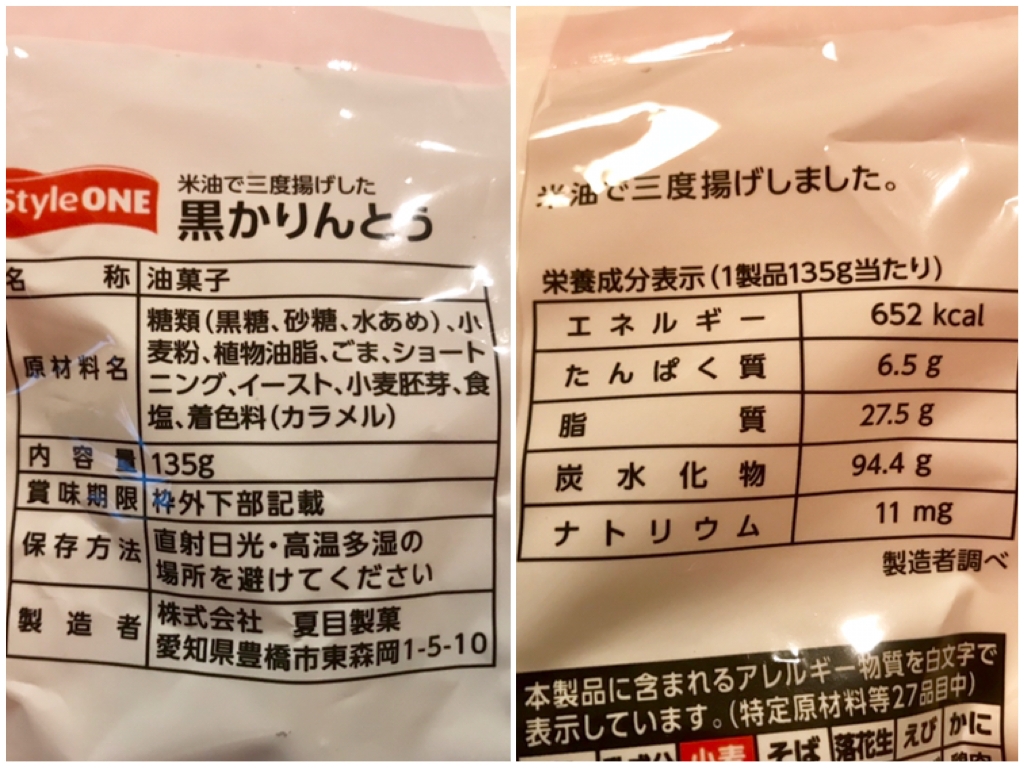 StyleONE
米油で三度揚げした
黒かりんとう
名称 油菓子
原材料名 糖類(黒糖、砂糖、水あめ)、小
麦粉、植物油脂、ごま、ショート
ニング、イースト、小麦胚芽、食
塩、着色料(カラメル)
内容量 135g
賞味期限 枠外下部記載
保存方法 直射日光・高温多湿の
場所を避けてください
製造者 株式会社 夏目製菓
愛知県豊橋市東森岡1-5-10
米油で三度揚げしました。
栄養成分表示(1製品135g当たり)
エネルギー 652 kcal
たんぱく質 6.5 g
脂質 27.5 g
炭水化物 94.4 g
ナトリウム 11 mg
製造者調べ
本製品に含まれるアレルギー物質を白文字で
表示しています。(特定原材料等27品目中)
小麦 そば 落花生 えび かに